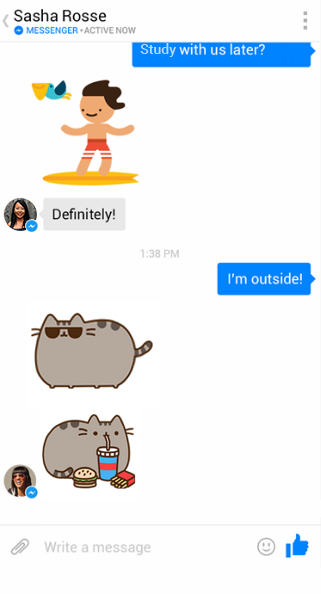 Sasha Rosse
MESSENGER • ACTIVE NOW
Study with us later?
Definitely!
1:38 PM
I'm outside!
Write a message